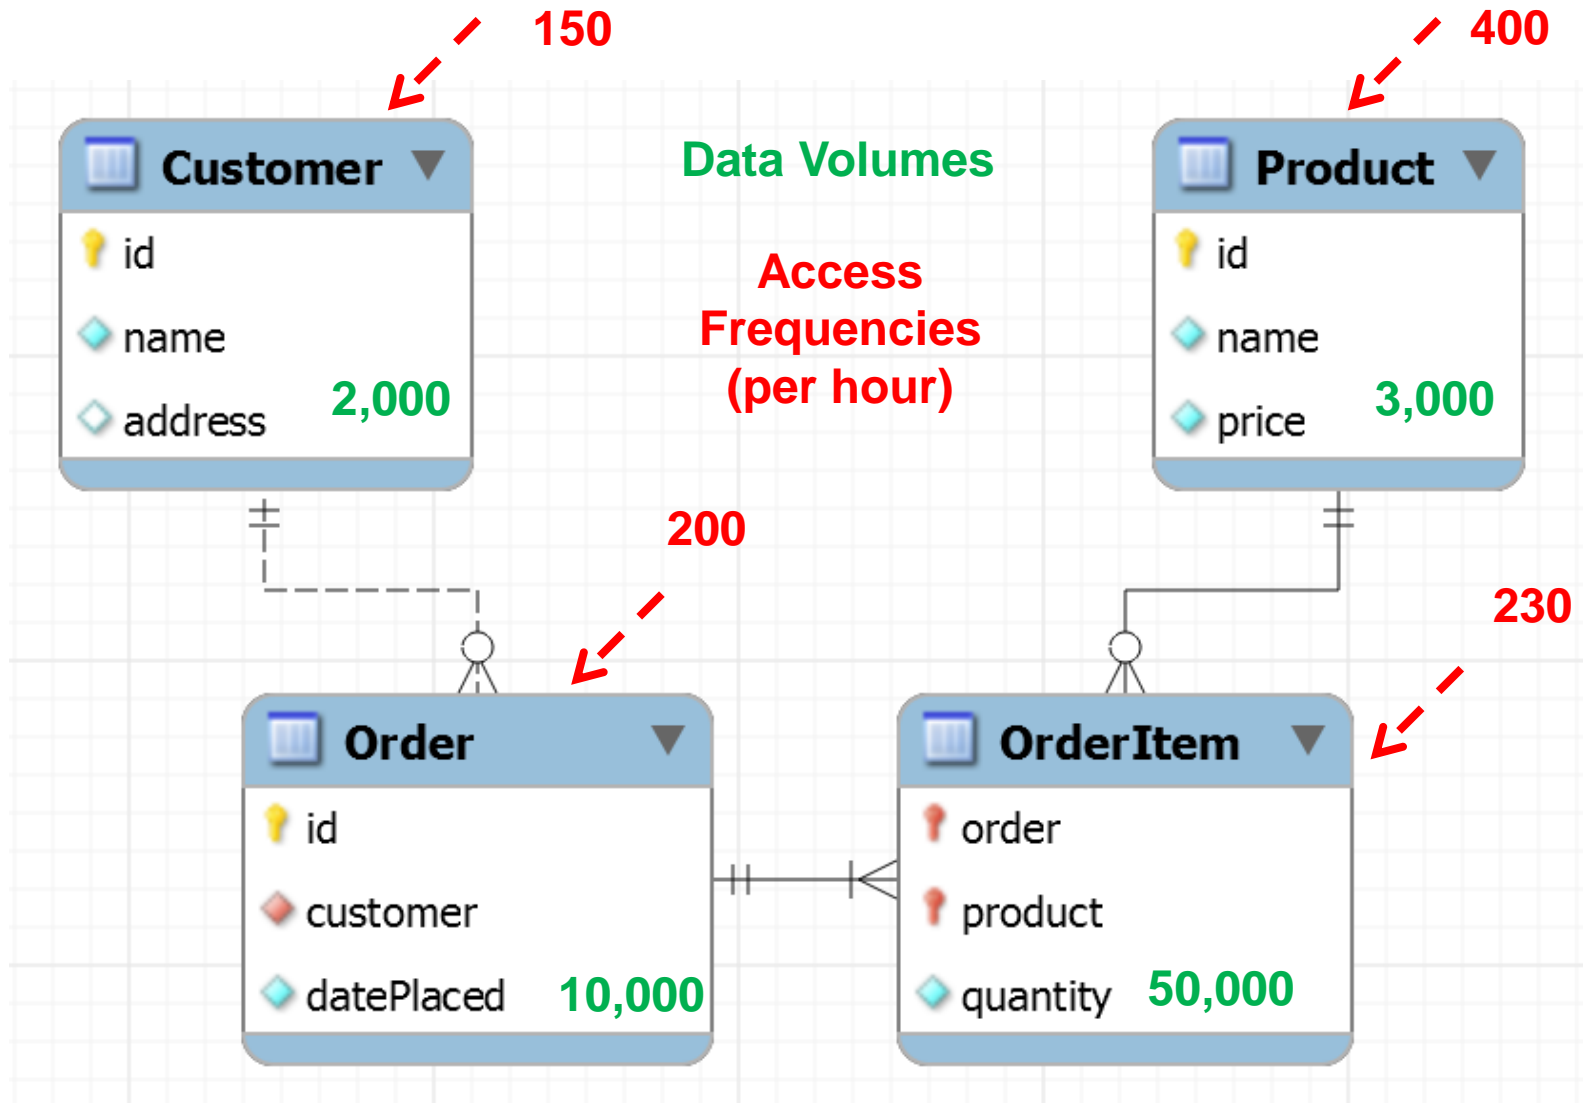 150
400
Customer
id
name
address
2,000
Data Volumes
Access
Frequencies
(per hour)
Product
id
name
price
3,000
200
230
Order
id
customer
datePlaced
10,000
OrderItem
order
product
quantity
50,000